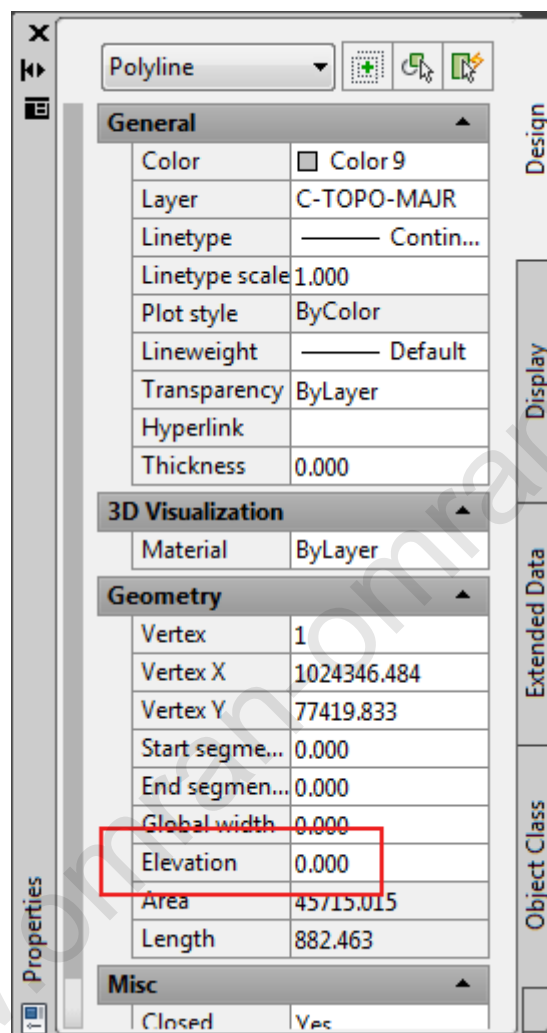 Polyline
General
Color Color 9
Layer C-TOPO-MAJR
Linetype Contin...
Linetype scale 1.000
Plot style ByColor
Lineweight Default
Transparency ByLayer
Hyperlink
Thickness 0.000
3D Visualization
Material ByLayer
Geometry
Vertex 1
Vertex X 1024346.484
Vertex Y 77419.833
Start segme... 0.000
End segmen... 0.000
Global width 0.000
Elevation 0.000
Area 45715.015
Length 882.463
Misc
Closed Yes
Properties
Design
Display
Extended Data
Object Class
omran-omran